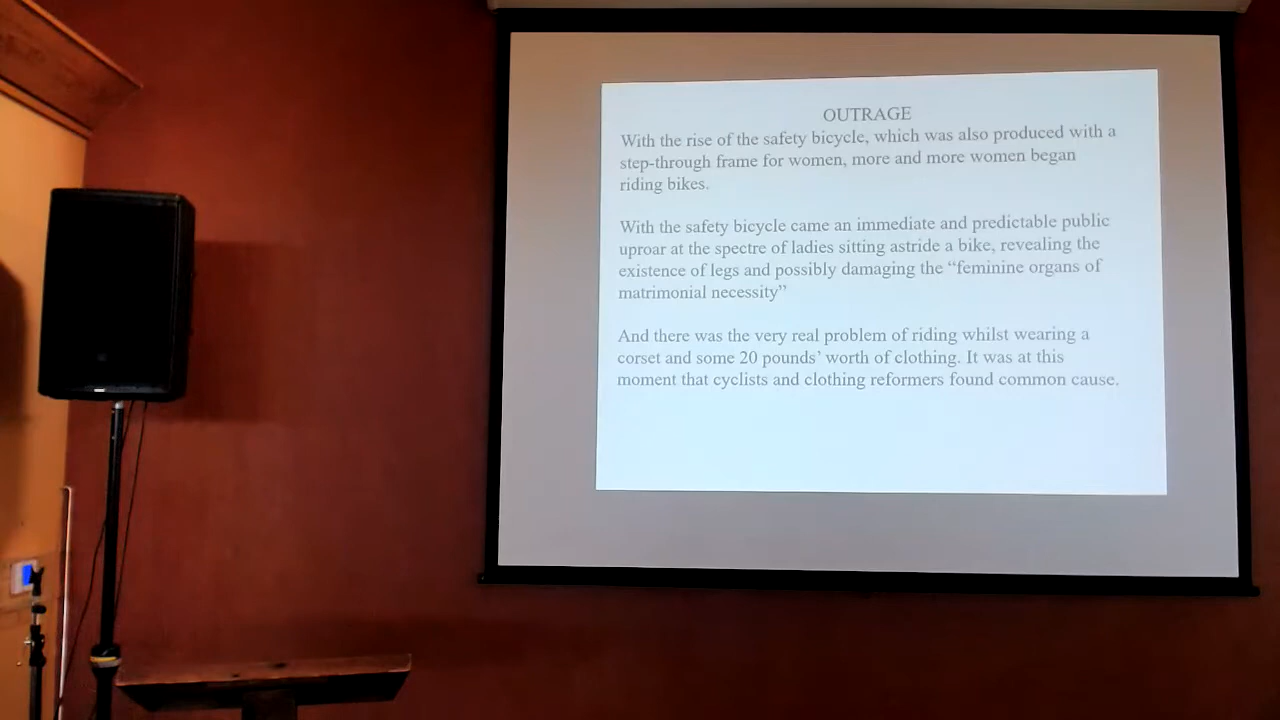 OUTRAGE
With the rise of the safety bicycle, which was also produced with a
step-through frame for women, more and more women began
riding bikes.
With the safety bicycle came an immediate and predictable public
uproar at the spectre of ladies sitting astride a bike, revealing the
existence of legs and possibly damaging the “feminine organs of
matrimonial necessity”
And there was the very real problem of riding whilst wearing a
corset and some 20 pounds’ worth of clothing. It was at this
moment that cyclists and clothing reformers found common cause.